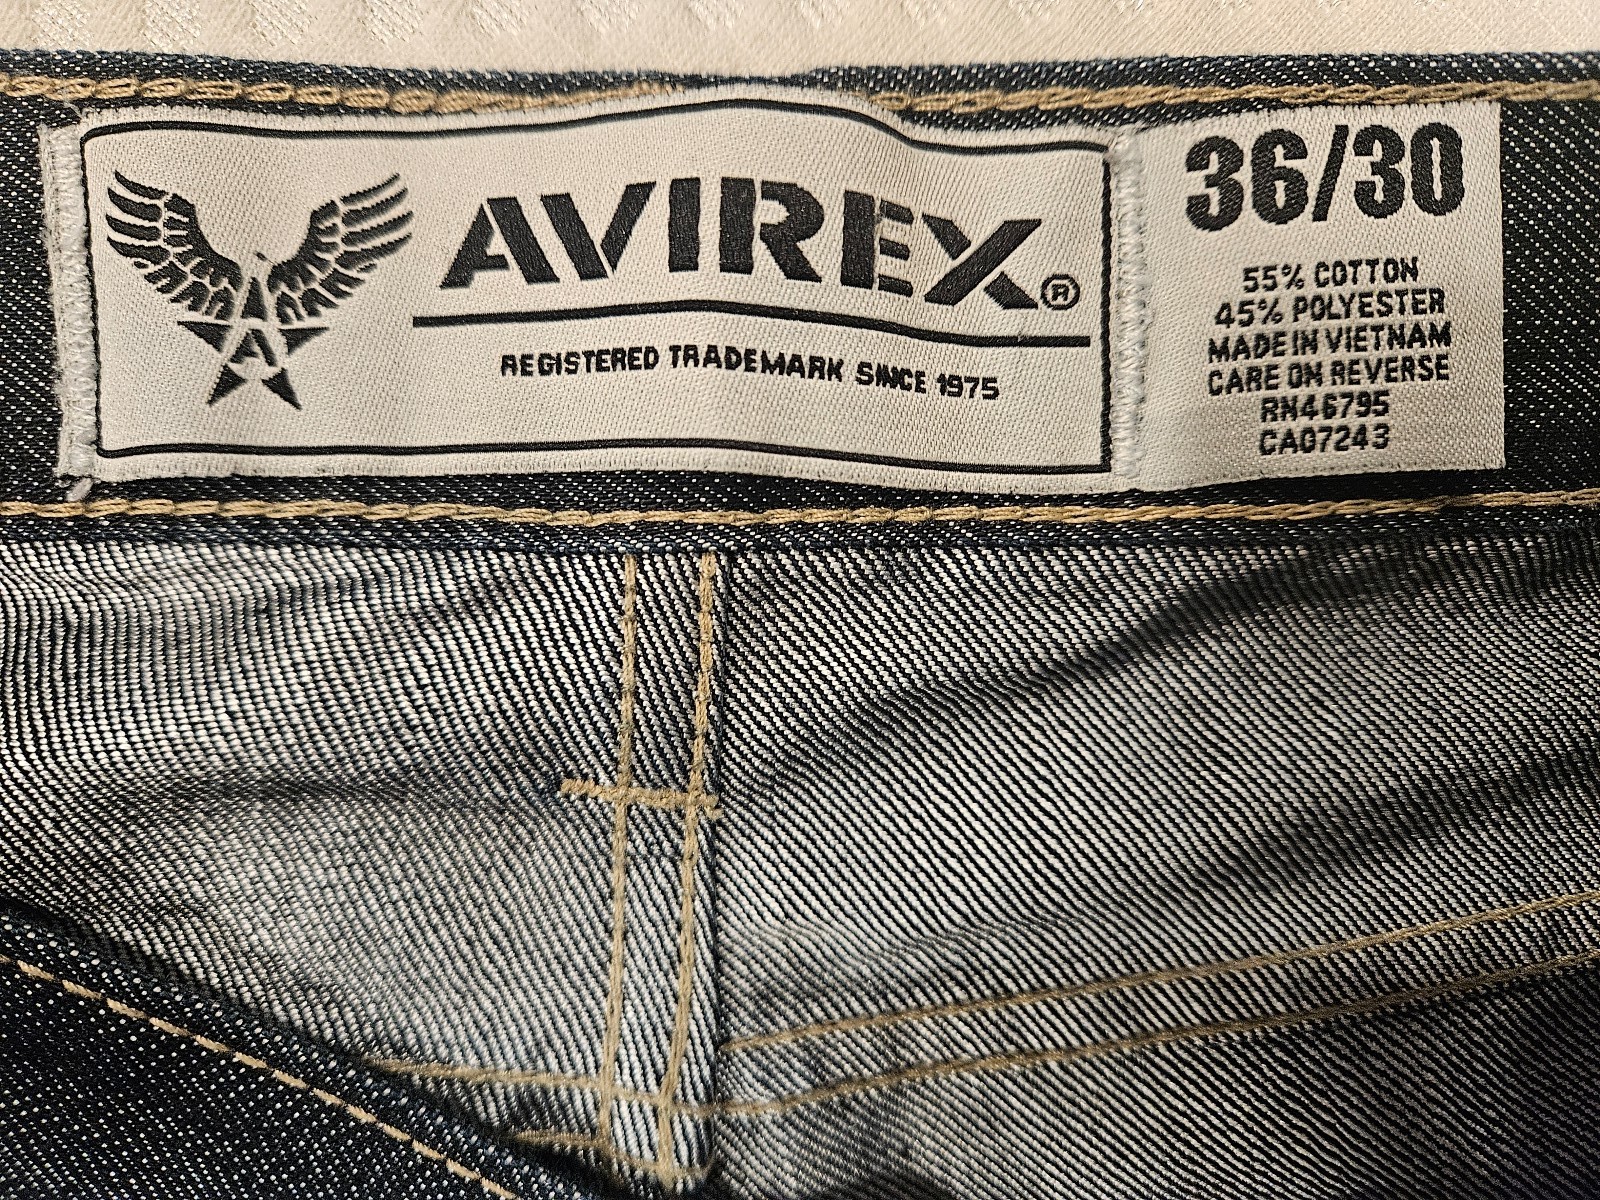 AVIREX®
REGISTERED TRADEMARK SINCE 1975
A
36/30
55% COTTON
45% POLYESTER
MADE IN VIETNAM
CARE ON REVERSE
RN46795
CA07243